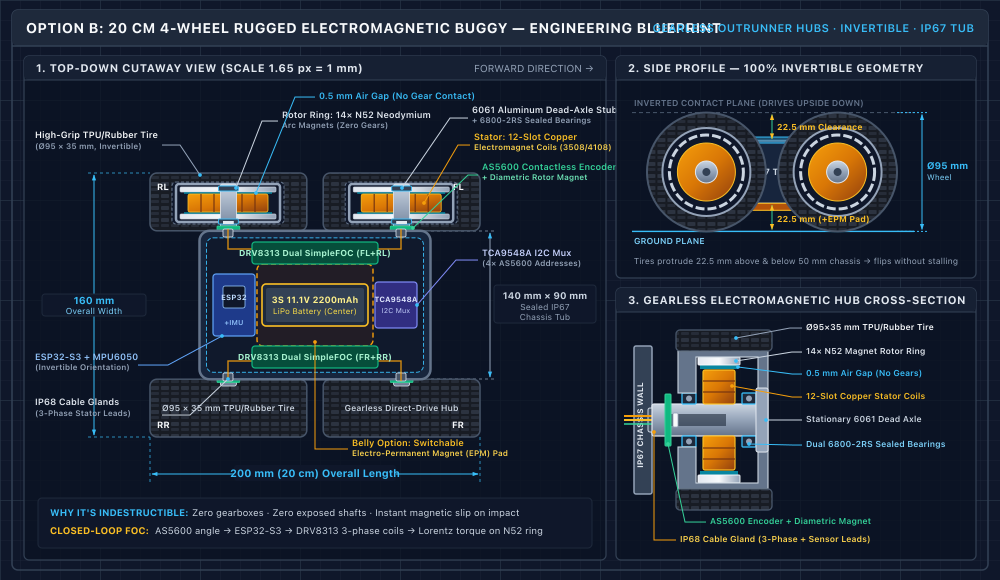 OPTION B: 20 CM 4-WHEEL RUGGED ELECTROMAGNETIC BUGGY — ENGINEERING BLUEPRINT
GEARLESS OUTRUNNER HUBS · INVERTIBLE · IP67 TUB
1. TOP-DOWN CUTAWAY VIEW (SCALE 1.65 px = 1 mm)
FORWARD DIRECTION →
0.5 mm Air Gap (No Gear Contact)
Rotor Ring: 14× N52 Neodymium
Arc Magnets (Zero Gears)
6061 Aluminum Dead-Axle Stub
+ 6800-2RS Sealed Bearings
High-Grip TPU/Rubber Tire
(Ø95 × 35 mm, Invertible)
Stator: 12-Slot Copper
Electromagnet Coils (3508/4108)
AS5600 Contactless Encoder
+ Diametric Rotor Magnet
RL
FL
DRV8313 Dual SimpleFOC (FL+RL)
TCA9548A I2C Mux
(4× AS5600 Addresses)
ESP32
+IMU
3S 11.1V 2200mAh
LiPo Battery (Center)
TCA9548A
I2C Mux
160 mm
Overall Width
140 mm × 90 mm
Sealed IP67
Chassis Tub
DRV8313 Dual SimpleFOC (FR+RR)
ESP32-S3 + MPU6050
(Invertible Orientation)
IP68 Cable Glands
(3-Phase Stator Leads)
Ø95 × 35 mm TPU/Rubber Tire
Gearless Direct-Drive Hub
RR
FR
Belly Option: Switchable
Electro-Permanent Magnet (EPM) Pad
200 mm (20 cm) Overall Length
WHY IT'S INDESTRUCTIBLE: Zero gearboxes · Zero exposed shafts · Instant magnetic slip on impact
CLOSED-LOOP FOC: AS5600 angle → ESP32-S3 → DRV8313 3-phase coils → Lorentz torque on N52 ring
2. SIDE PROFILE — 100% INVERTIBLE GEOMETRY
INVERTED CONTACT PLANE (DRIVES UPSIDE DOWN)
22.5 mm Clearance
Ø95 mm
Wheel
22.5 mm (+EPM Pad)
GROUND PLANE
Tires protrude 22.5 mm above & below 50 mm chassis → flips without stalling
3. GEARLESS ELECTROMAGNETIC HUB CROSS-SECTION
Ø95×35 mm TPU/Rubber Tire
14× N52 Magnet Rotor Ring
0.5 mm Air Gap (No Gears)
12-Slot Copper Stator Coils
Stationary 6061 Dead Axle
Dual 6800-2RS Sealed Bearings
IP67 CHASSIS WALL
AS5600 Encoder + Diametric Magnet
IP68 Cable Gland (3-Phase + Sensor Leads)